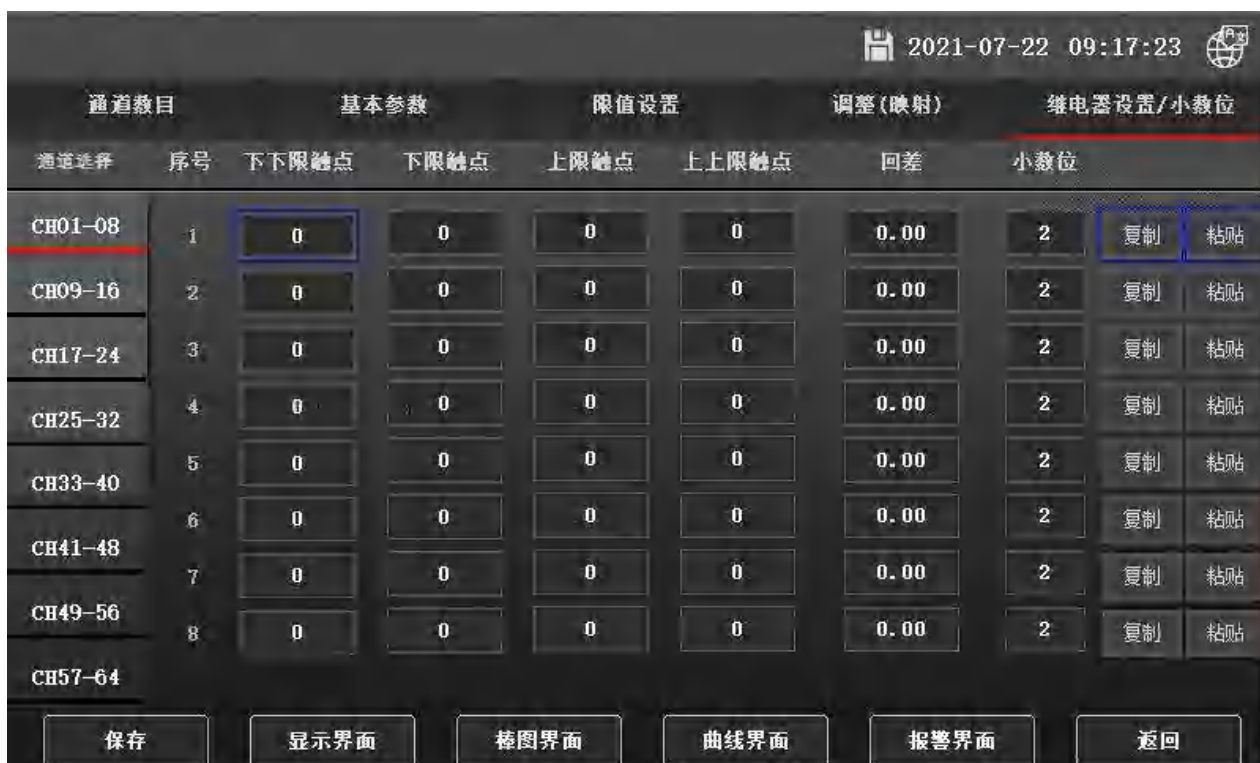 2021-07-22 09:17:23
通道数目 基本参数 限值设置 调整(映射) 继电器设置/小数位
通道选择 序号 下下限触点 下限触点 上限触点 上上限触点 回差 小数位
CH01-08 1 0 0 0 0 0.00 2 复制 粘贴
CH09-16 2 0 0 0 0 0.00 2 复制 粘贴
CH17-24 3 0 0 0 0 0.00 2 复制 粘贴
CH25-32 4 0 0 0 0 0.00 2 复制 粘贴
CH33-40 5 0 0 0 0 0.00 2 复制 粘贴
CH41-48 6 0 0 0 0 0.00 2 复制 粘贴
CH49-56 7 0 0 0 0 0.00 2 复制 粘贴
CH57-64 8 0 0 0 0 0.00 2 复制 粘贴
保存 显示界面 棒图界面 曲线界面 报警界面 返回